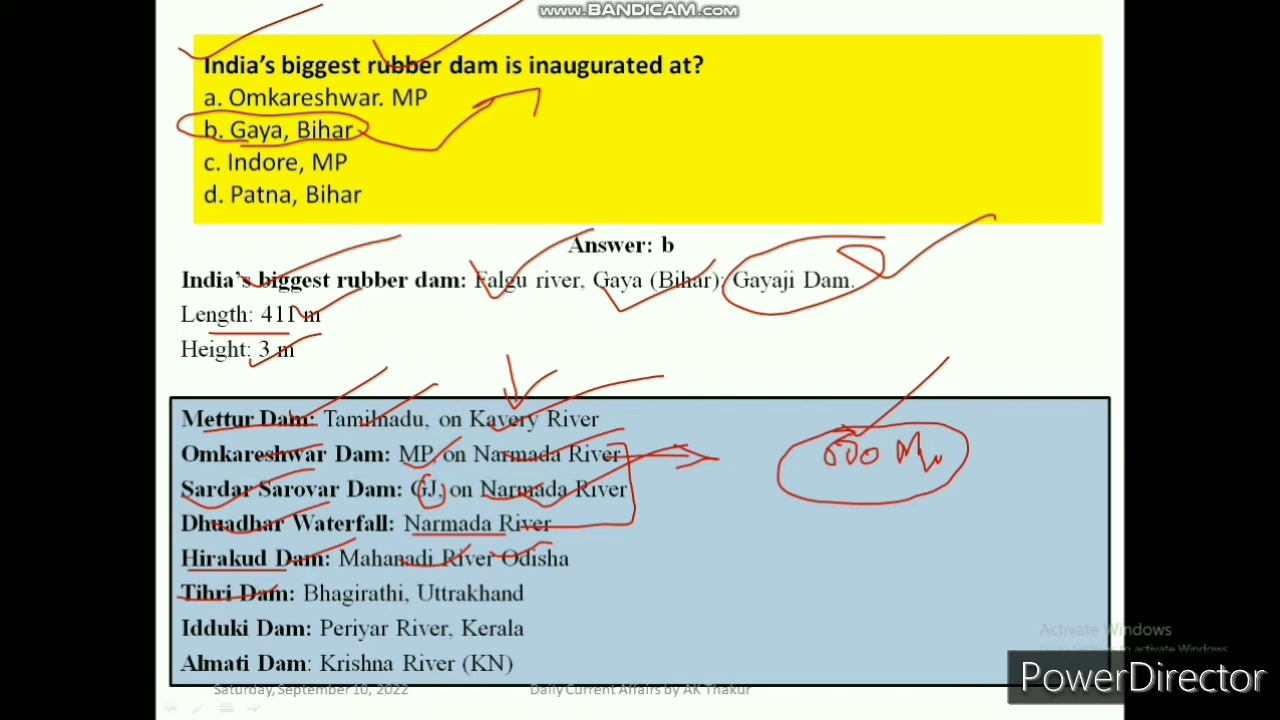 www.BANDICAM.com
India's biggest rubber dam is inaugurated at?
a. Omkareshwar. MP
b. Gaya, Bihar
c. Indore, MP
d. Patna, Bihar
Answer: b
India's biggest rubber dam: Falgu river, Gaya (Bihar): Gayaji Dam.
Length: 411 m
Height: 3 m
Mettur Dam: Tamilnadu, on Kavery River
Omkareshwar Dam: MP, on Narmada River
Sardar Sarovar Dam: GJ, on Narmada River
Dhuadhar Waterfall: Narmada River
Hirakud Dam: Mahanadi River Odisha
Tihri Dam: Bhagirathi, Uttrakhand
Idduki Dam: Periyar River, Kerala
Almati Dam: Krishna River (KN)
Activate Windows
Saturday, September 10, 2022
Daily Current Affairs by AK Thakur
PowerDirector